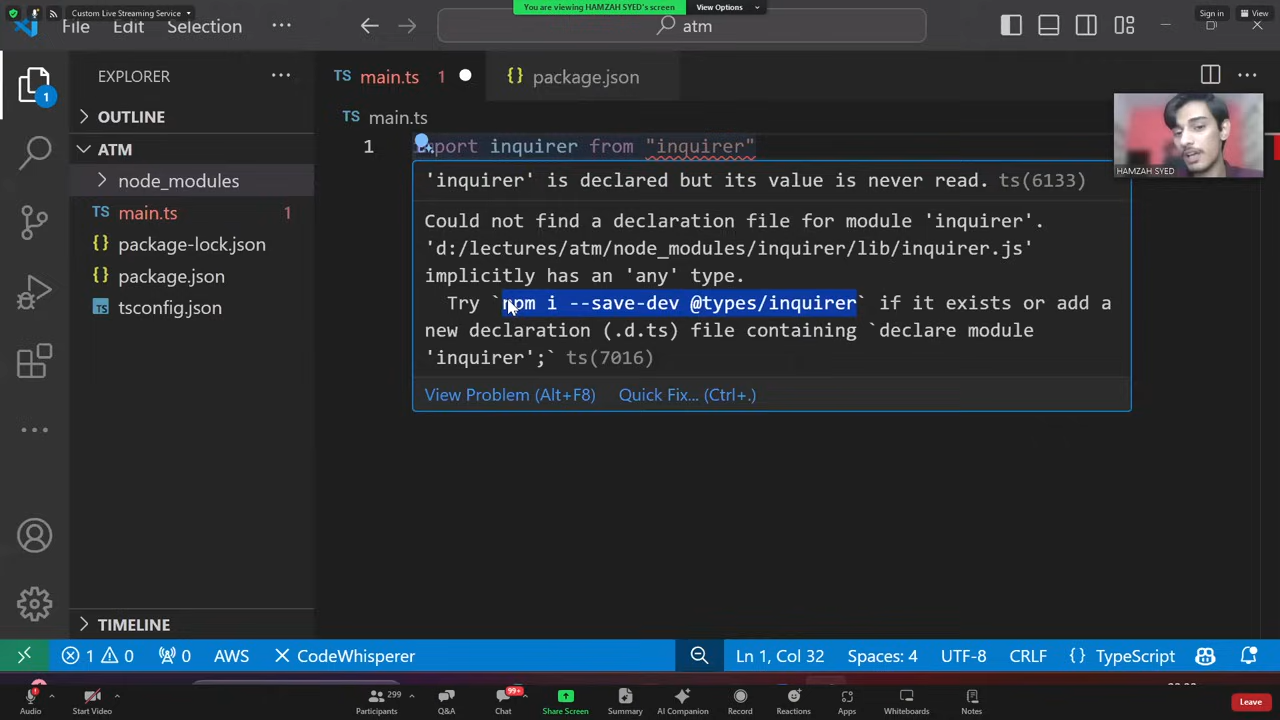 Custom Live Streaming Service
You are viewing HAMZAH SYED's screen
View Options
Sign in
View
File
Edit
Selection
atm
EXPLORER
TS main.ts 1
{} package.json
OUTLINE
TS main.ts
ATM
1
import inquirer from "inquirer"
HAMZAH SYED
node_modules
'inquirer' is declared but its value is never read. ts(6133)
TS main.ts 1
Could not find a declaration file for module 'inquirer'.
{} package-lock.json
'd:/lectures/atm/node_modules/inquirer/lib/inquirer.js'
{} package.json
implicitly has an 'any' type.
TS tsconfig.json
Try `npm i --save-dev @types/inquirer` if it exists or add a
new declaration (.d.ts) file containing `declare module
'inquirer';` ts(7016)
View Problem (Alt+F8)
Quick Fix... (Ctrl+.)
1
TIMELINE
1 0
0
AWS
CodeWhisperer
Ln 1, Col 32
Spaces: 4
UTF-8
CRLF
{} TypeScript
Audio
Start Video
299
Participants
Q&A
99+
Chat
Share Screen
Summary
AI Companion
Record
Reactions
Apps
Whiteboards
Notes
Leave